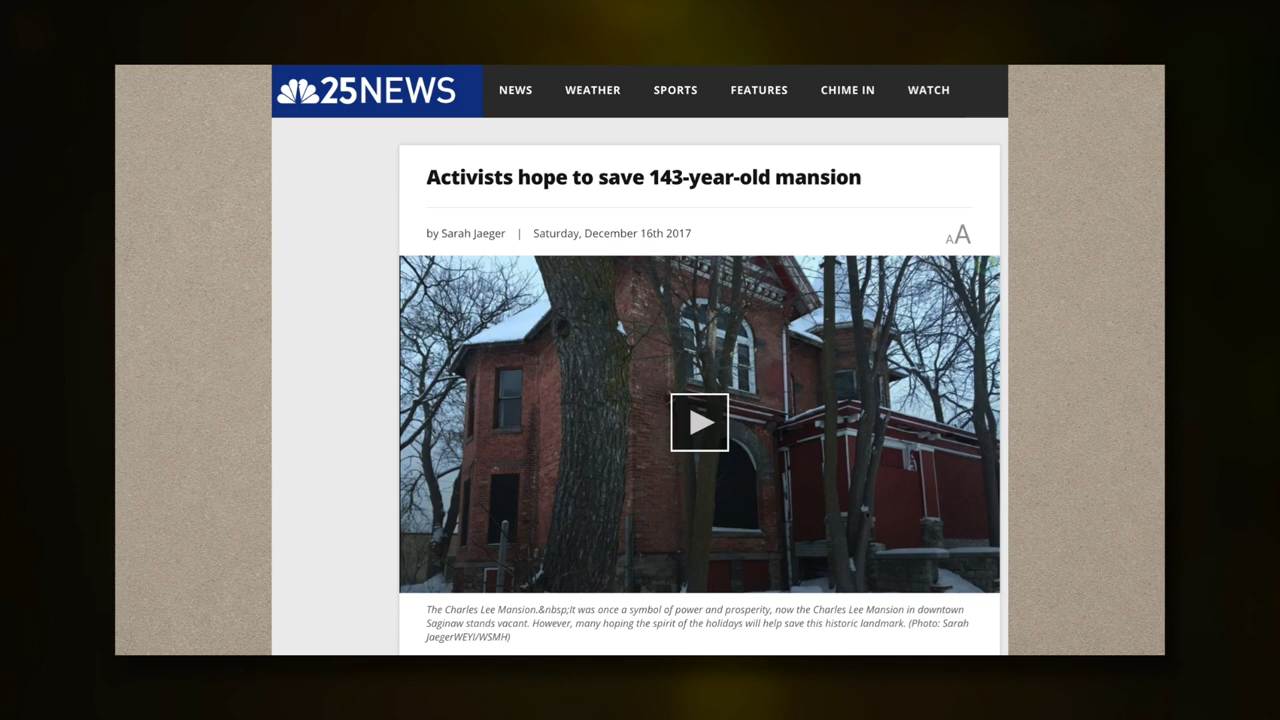 25NEWS
NEWS WEATHER SPORTS FEATURES CHIME IN WATCH
Activists hope to save 143-year-old mansion
by Sarah Jaeger | Saturday, December 16th 2017
AA
The Charles Lee Mansion.&nbsp;It was once a symbol of power and prosperity, now the Charles Lee Mansion in downtown
Saginaw stands vacant. However, many hoping the spirit of the holidays will help save this historic landmark. (Photo: Sarah
JaegerWEYI/WSMH)